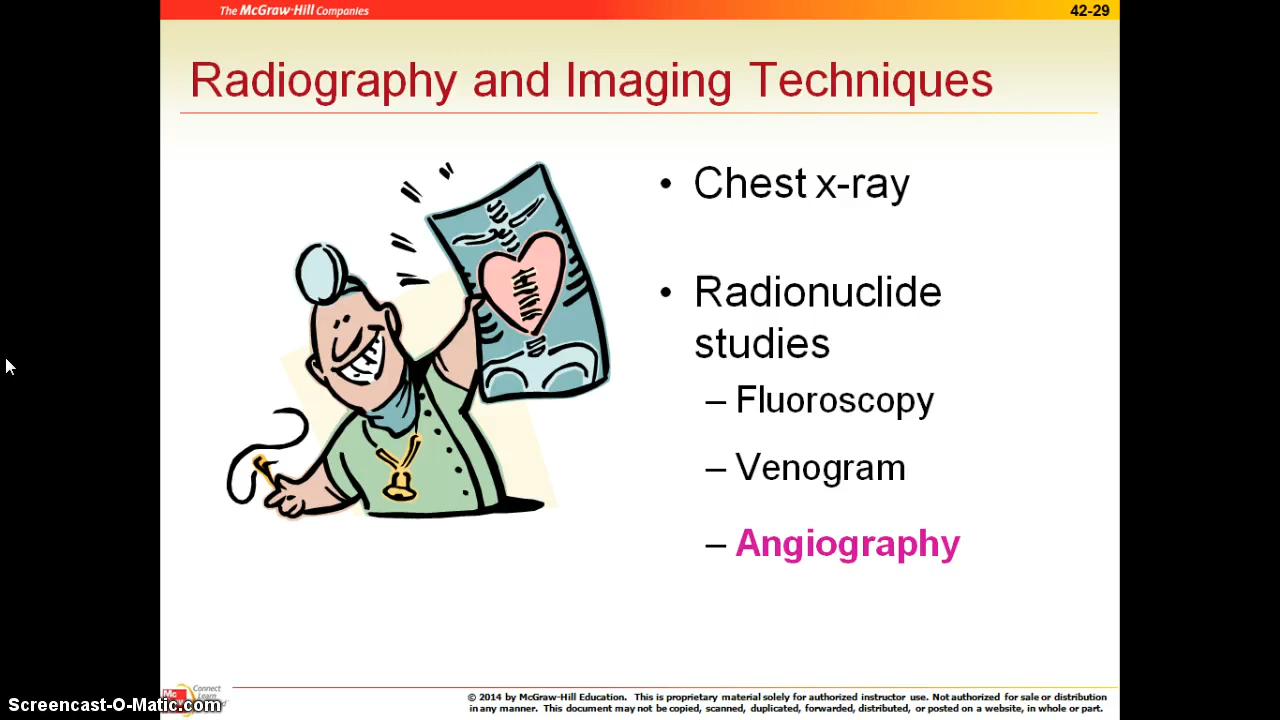 The McGraw-Hill Companies
42-29
Radiography and Imaging Techniques
• Chest x-ray
• Radionuclide
studies
– Fluoroscopy
– Venogram
– Angiography
Mc
Connect
Learn
Screencast-O-Matic.com
© 2014 by McGraw-Hill Education. This is proprietary material solely for authorized instructor use. Not authorized for sale or distribution
in any manner. This document may not be copied, scanned, duplicated, forwarded, distributed, or posted on a website, in whole or part.